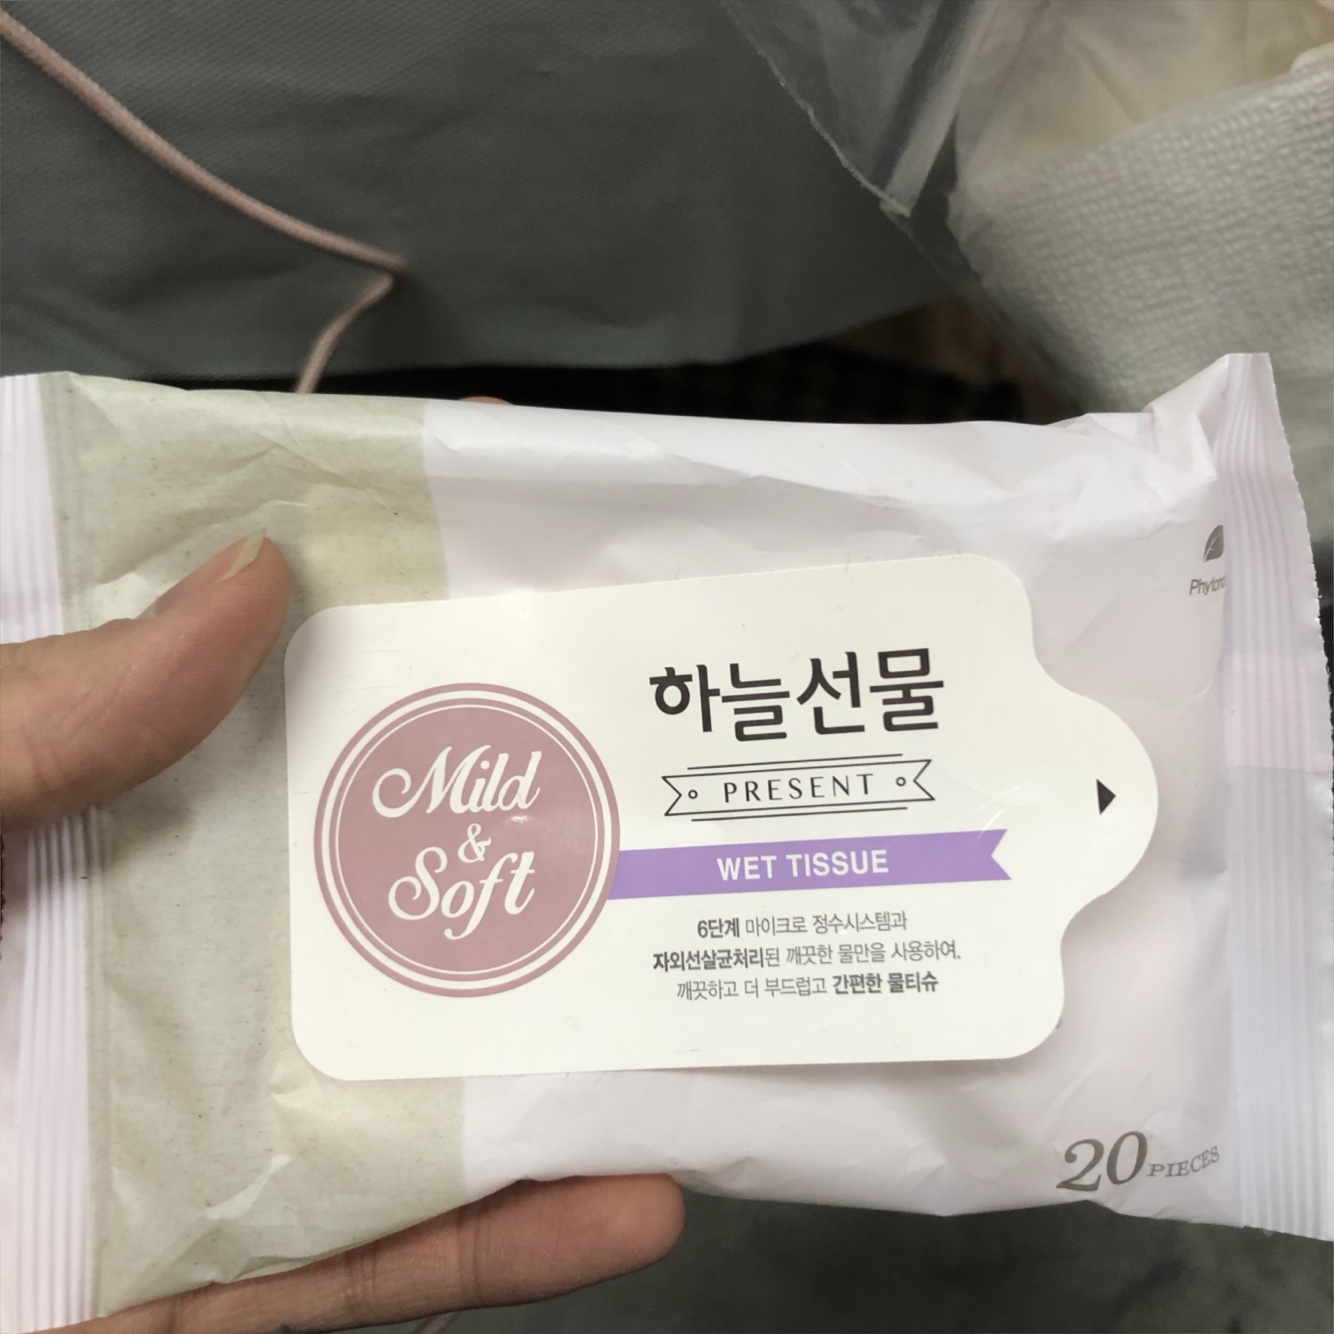 하늘선물
PRESENT
WET TISSUE
Mild
&
Soft
6단계 마이크로 정수시스템과
자외선살균처리된 깨끗한 물만을 사용하여,
깨끗하고 더 부드럽고 간편한 물티슈
20 PIECES